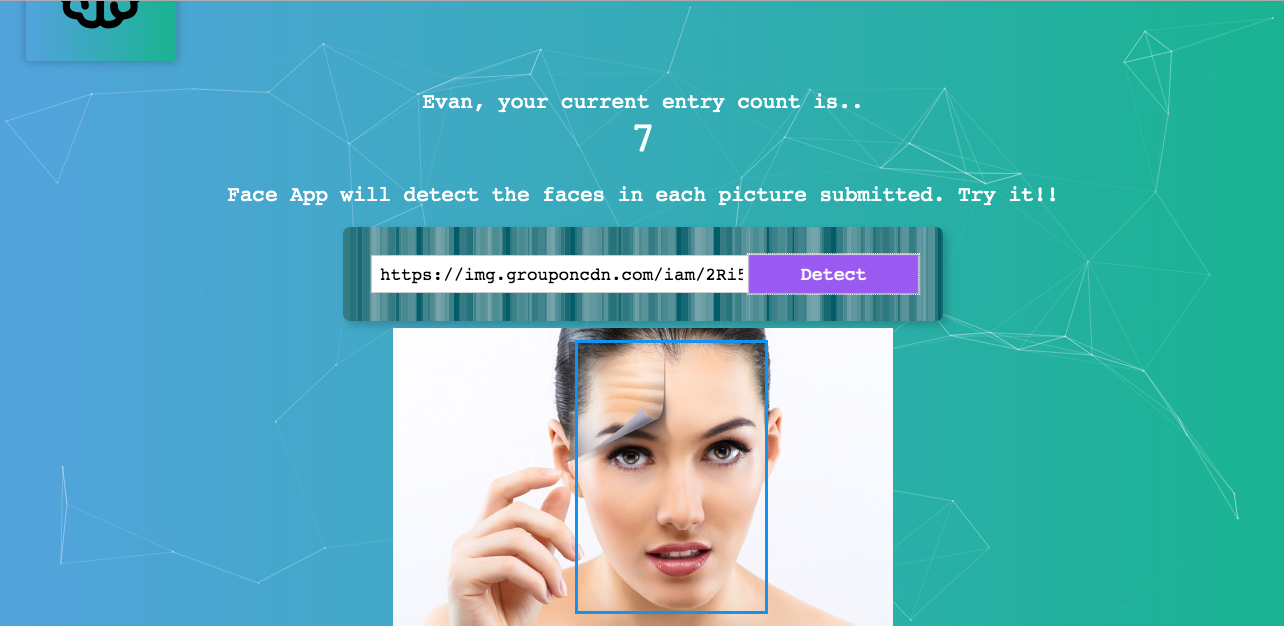 Evan, your current entry count is..
7
Face App will detect the faces in each picture submitted. Try it!!
https://img.grouponcdn.com/iam/2Ri5 Detect